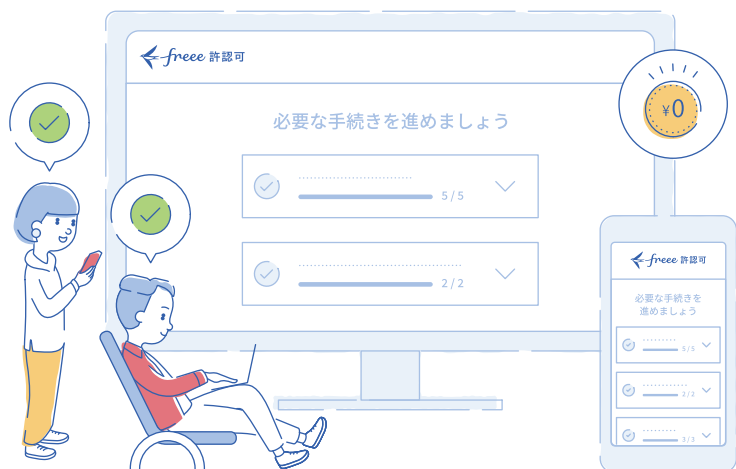 freee 許認可
必要な手続きを進めましょう
5 / 5
2 / 2
¥0
freee 許認可
必要な手続きを
進めましょう
5 / 5
2 / 2
3 / 3